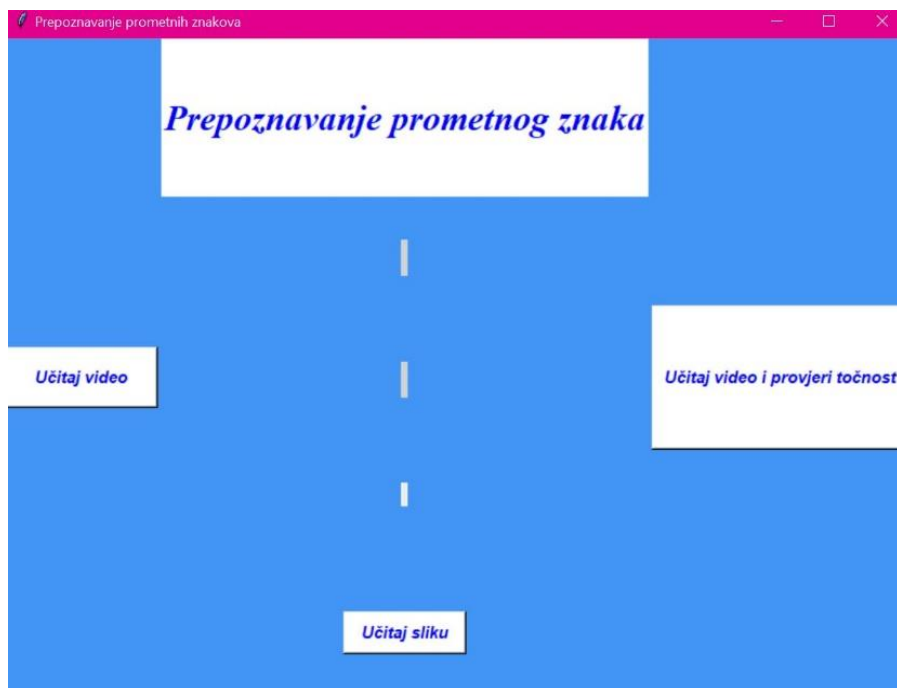 Prepoznavanje prometnih znakova
Prepoznavanje prometnog znaka
Učitaj video
Učitaj video i provjeri točnost
Učitaj sliku